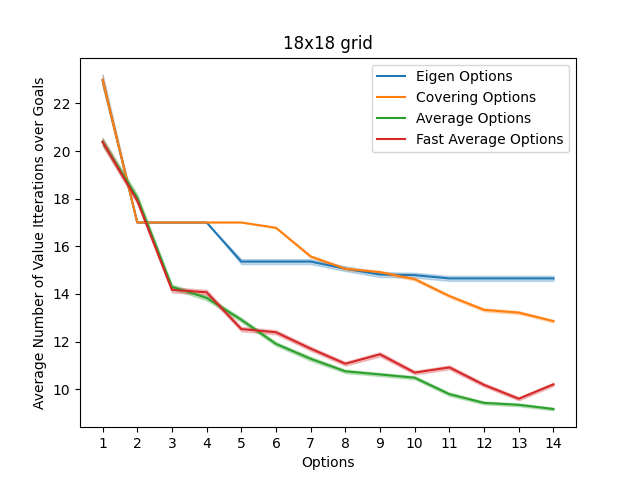 18x18 grid
Eigen Options
Covering Options
Average Options
Fast Average Options
Average Number of Value Itterations over Goals
22
20
18
16
14
12
10
1 2 3 4 5 6 7 8 9 10 11 12 13 14
Options